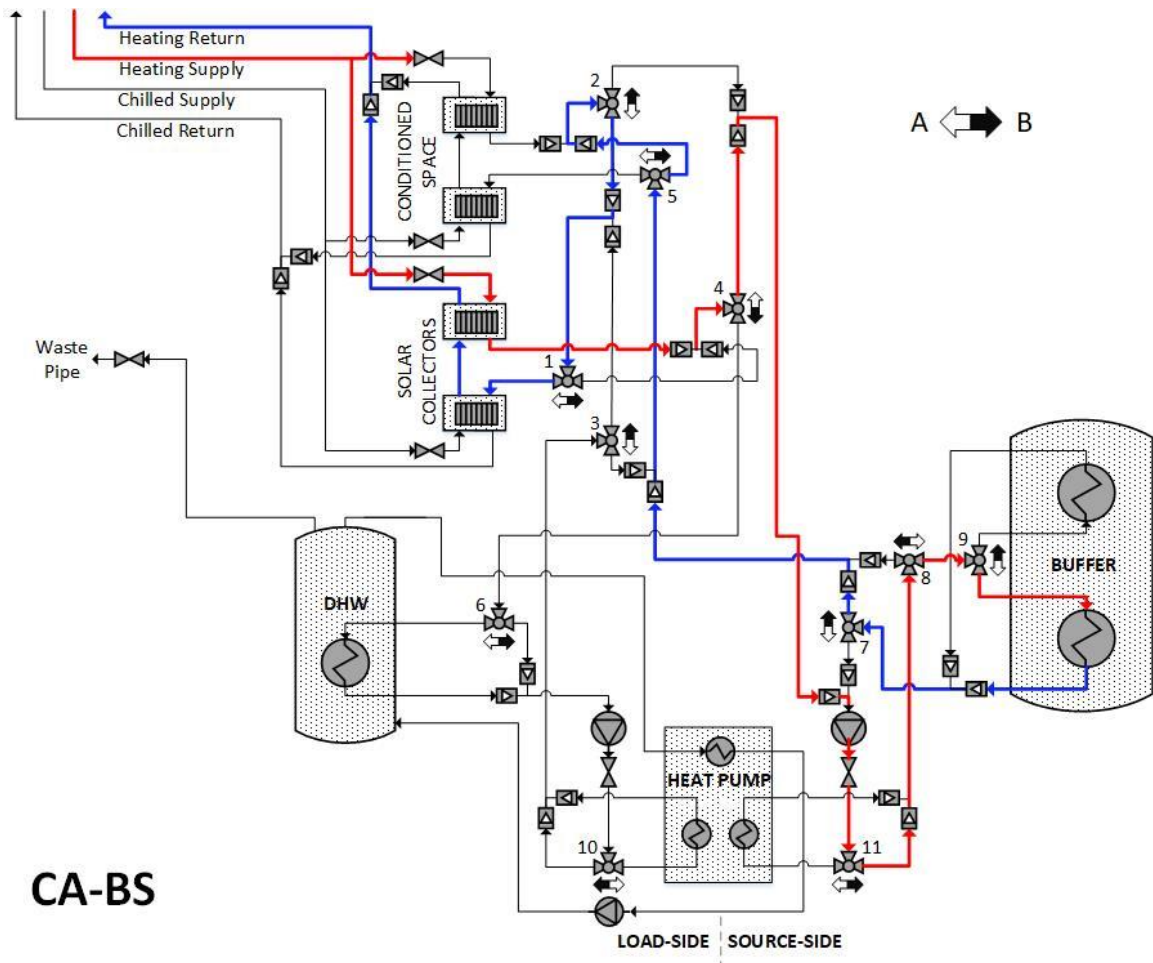 Heating Return
Heating Supply
Chilled Supply
Chilled Return
2
A
B
CONDITIONED
SPACE
5
4
SOLAR
COLLECTORS
1
Waste
Pipe
3
9
8
BUFFER
DHW
6
7
HEAT PUMP
10
11
CA-BS
LOAD-SIDE
SOURCE-SIDE